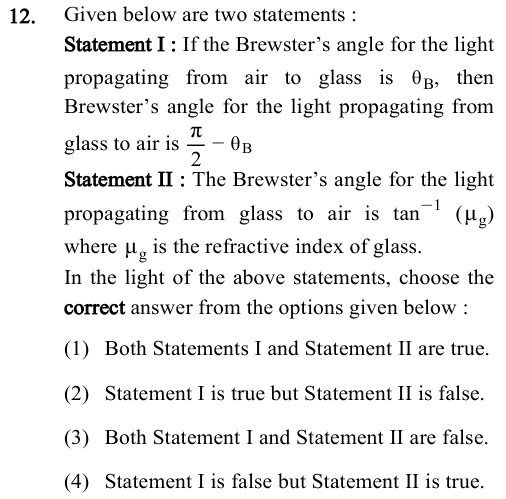 12. Given below are two statements :
Statement I : If the Brewster's angle for the light
propagating from air to glass is θB, then
Brewster's angle for the light propagating from
glass to air is π/2 − θB
Statement II : The Brewster's angle for the light
propagating from glass to air is tan⁻¹ (μg)
where μg is the refractive index of glass.
In the light of the above statements, choose the
correct answer from the options given below :
(1) Both Statements I and Statement II are true.
(2) Statement I is true but Statement II is false.
(3) Both Statement I and Statement II are false.
(4) Statement I is false but Statement II is true.